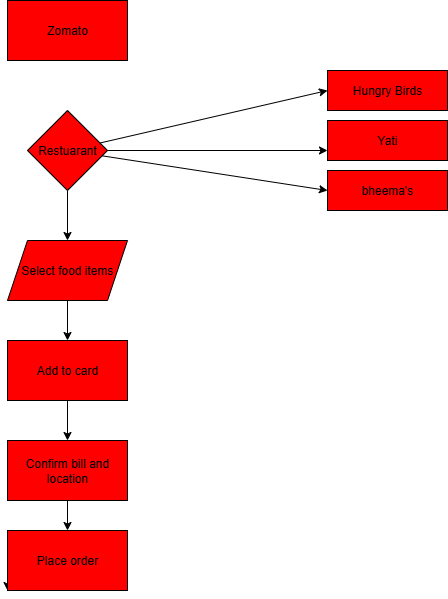 Zomato
Hungry Birds
Yati
Restuarant
bheema's
Select food items
Add to card
Confirm bill and
location
Place order